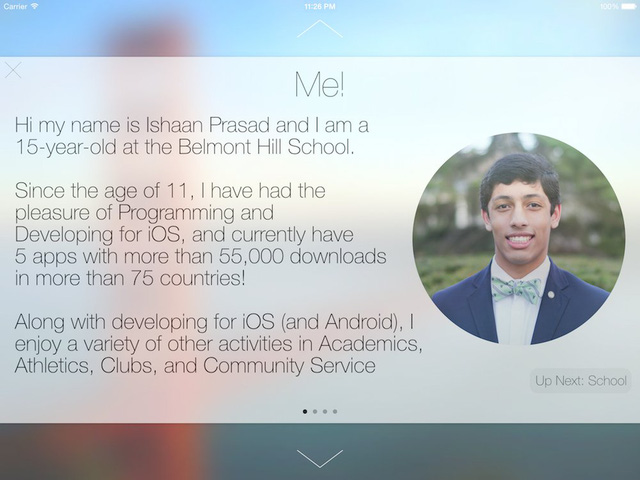 Carrier 11:26 PM 100%
Me!
Hi my name is Ishaan Prasad and I am a
15-year-old at the Belmont Hill School.
Since the age of 11, I have had the
pleasure of Programming and
Developing for iOS, and currently have
5 apps with more than 55,000 downloads
in more than 75 countries!
Along with developing for iOS (and Android), I
enjoy a variety of other activities in Academics,
Athletics, Clubs, and Community Service
Up Next: School